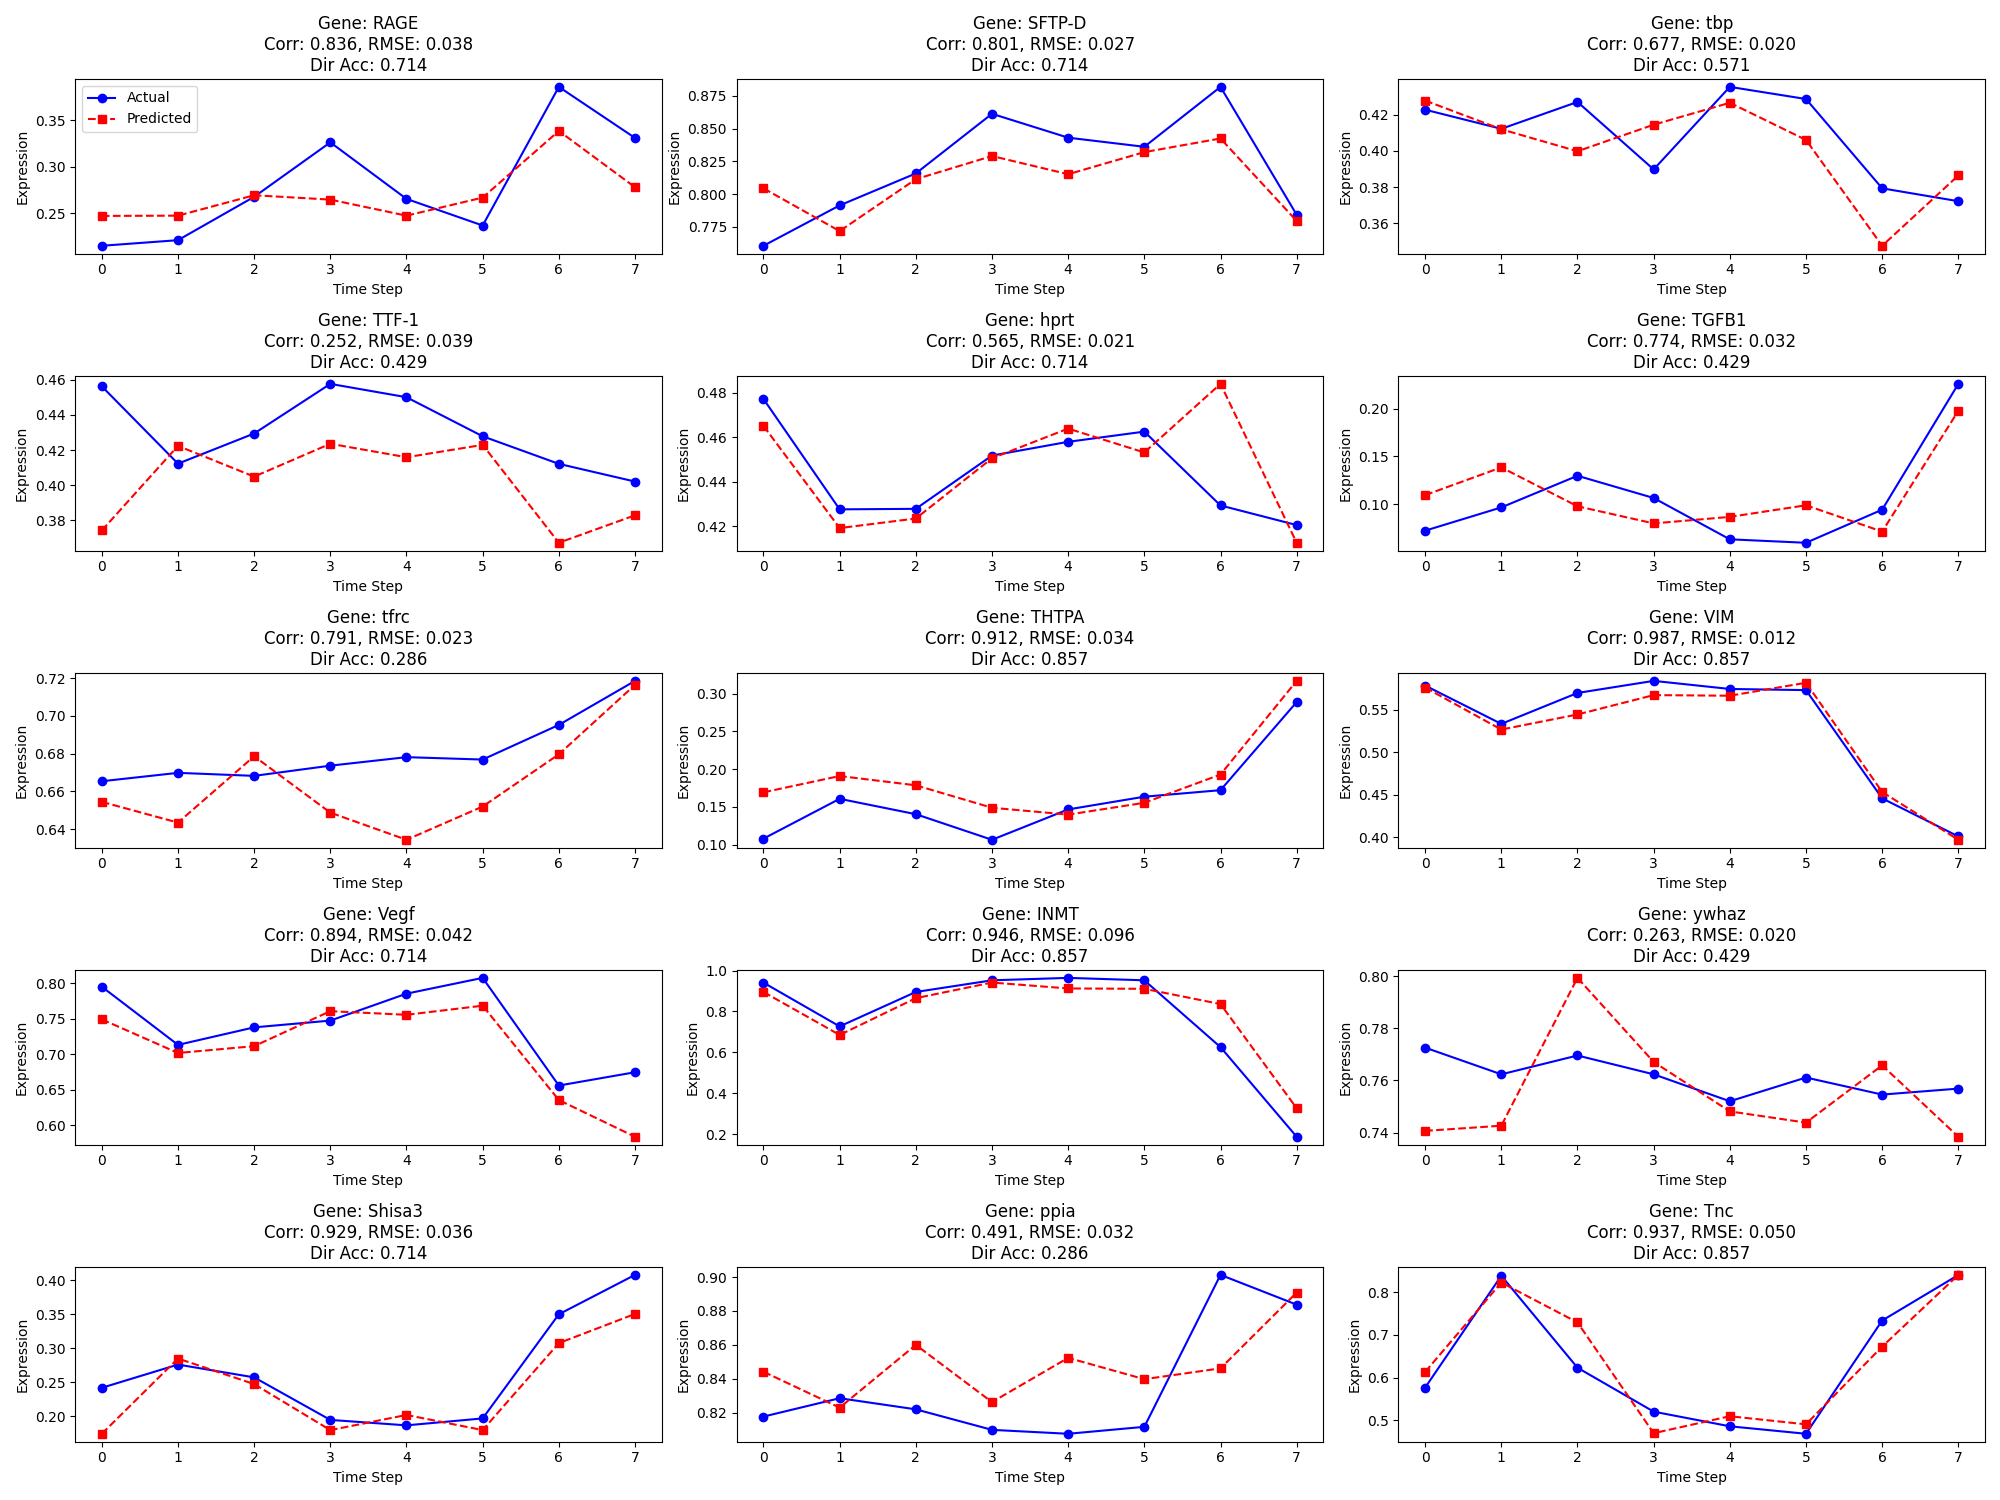 Gene: RAGE
Corr: 0.836, RMSE: 0.038
Dir Acc: 0.714
Actual
Predicted
Expression
0.35
0.30
0.25
0 1 2 3 4 5 6 7
Time Step
Gene: SFTP-D
Corr: 0.801, RMSE: 0.027
Dir Acc: 0.714
Expression
0.875
0.850
0.825
0.800
0.775
0 1 2 3 4 5 6 7
Time Step
Gene: tbp
Corr: 0.677, RMSE: 0.020
Dir Acc: 0.571
Expression
0.42
0.40
0.38
0.36
0 1 2 3 4 5 6 7
Time Step
Gene: TTF-1
Corr: 0.252, RMSE: 0.039
Dir Acc: 0.429
Expression
0.46
0.44
0.42
0.40
0.38
0 1 2 3 4 5 6 7
Time Step
Gene: hprt
Corr: 0.565, RMSE: 0.021
Dir Acc: 0.714
Expression
0.48
0.46
0.44
0.42
0 1 2 3 4 5 6 7
Time Step
Gene: TGFB1
Corr: 0.774, RMSE: 0.032
Dir Acc: 0.429
Expression
0.20
0.15
0.10
0 1 2 3 4 5 6 7
Time Step
Gene: tfrc
Corr: 0.791, RMSE: 0.023
Dir Acc: 0.286
Expression
0.72
0.70
0.68
0.66
0.64
0 1 2 3 4 5 6 7
Time Step
Gene: THTPA
Corr: 0.912, RMSE: 0.034
Dir Acc: 0.857
Expression
0.30
0.25
0.20
0.15
0.10
0 1 2 3 4 5 6 7
Time Step
Gene: VIM
Corr: 0.987, RMSE: 0.012
Dir Acc: 0.857
Expression
0.55
0.50
0.45
0.40
0 1 2 3 4 5 6 7
Time Step
Gene: Vegf
Corr: 0.894, RMSE: 0.042
Dir Acc: 0.714
Expression
0.80
0.75
0.70
0.65
0.60
0 1 2 3 4 5 6 7
Time Step
Gene: INMT
Corr: 0.946, RMSE: 0.096
Dir Acc: 0.857
Expression
1.0
0.8
0.6
0.4
0.2
0 1 2 3 4 5 6 7
Time Step
Gene: ywhaz
Corr: 0.263, RMSE: 0.020
Dir Acc: 0.429
Expression
0.80
0.78
0.76
0.74
0 1 2 3 4 5 6 7
Time Step
Gene: Shisa3
Corr: 0.929, RMSE: 0.036
Dir Acc: 0.714
Expression
0.40
0.35
0.30
0.25
0.20
0 1 2 3 4 5 6 7
Time Step
Gene: ppia
Corr: 0.491, RMSE: 0.032
Dir Acc: 0.286
Expression
0.90
0.88
0.86
0.84
0.82
0 1 2 3 4 5 6 7
Time Step
Gene: Tnc
Corr: 0.937, RMSE: 0.050
Dir Acc: 0.857
Expression
0.8
0.7
0.6
0.5
0 1 2 3 4 5 6 7
Time Step